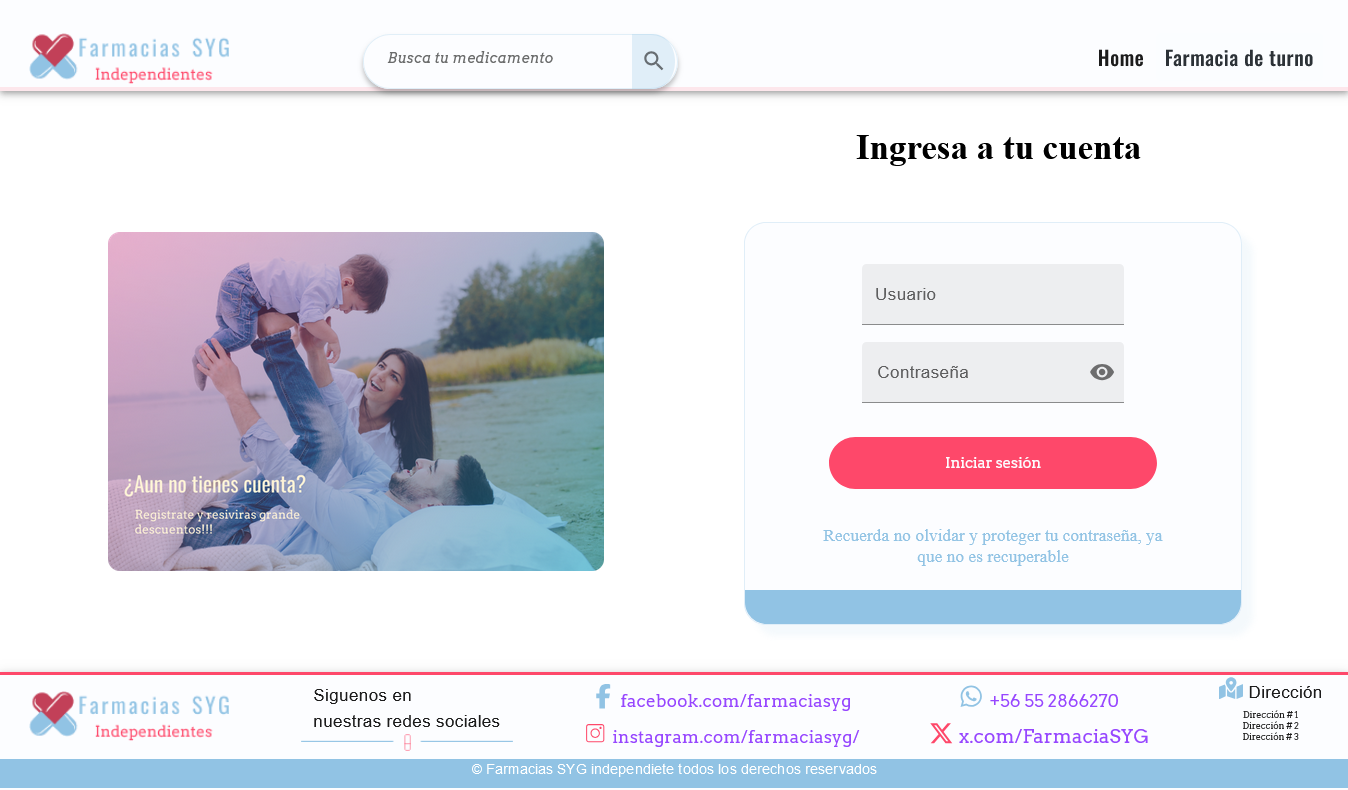 Farmacias SYG
Independientes
Busca tu medicamento
Home
Farmacia de turno
Ingresa a tu cuenta
¿Aun no tienes cuenta?
Registrate y resiviras grande
descuentos!!!
Usuario
Contraseña
Iniciar sesión
Recuerda no olvidar y proteger tu contraseña, ya
que no es recuperable
Farmacias SYG
Independientes
Siguenos en
nuestras redes sociales
facebook.com/farmaciasyg
instagram.com/farmaciasyg/
+56 55 2866270
x.com/FarmaciaSYG
Dirección
Dirección # 1
Dirección # 2
Dirección # 3
© Farmacias SYG independiete todos los derechos reservados